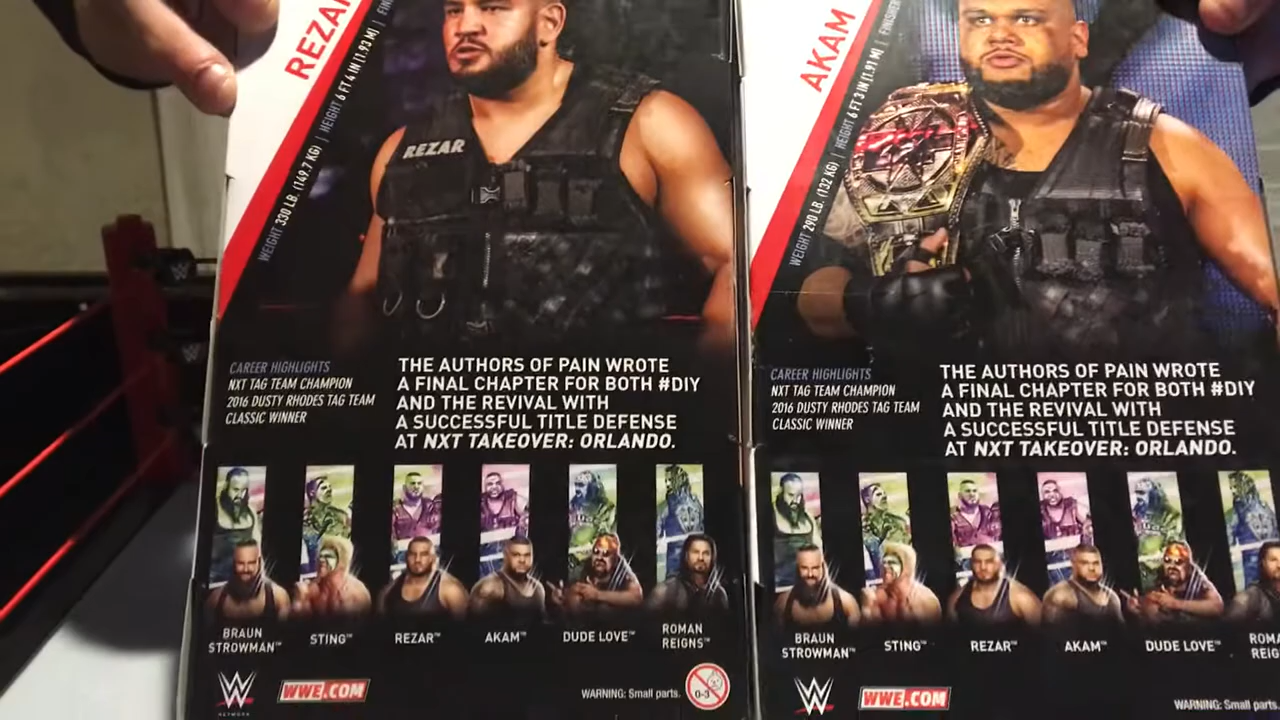 REZAR
WEIGHT 330 LB. (149.7 KG) | HEIGHT 6 FT 4 IN (1.93 M) |
REZAR
CAREER HIGHLIGHTS
NXT TAG TEAM CHAMPION
2016 DUSTY RHODES TAG TEAM
CLASSIC WINNER
THE AUTHORS OF PAIN WROTE
A FINAL CHAPTER FOR BOTH #DIY
AND THE REVIVAL WITH
A SUCCESSFUL TITLE DEFENSE
AT NXT TAKEOVER: ORLANDO.
BRAUN
STROWMAN™
STING™
REZAR™
AKAM™
DUDE LOVE™
ROMAN
REIGNS™
W
NETWORK
WWE.COM
WARNING: Small parts.
0-3
AKAM
WEIGHT 290 LB. (132 KG) | HEIGHT 6 FT 3 IN (1.91 M) | FINISHER
CAREER HIGHLIGHTS
NXT TAG TEAM CHAMPION
2016 DUSTY RHODES TAG TEAM
CLASSIC WINNER
THE AUTHORS OF PAIN WROTE
A FINAL CHAPTER FOR BOTH #DIY
AND THE REVIVAL WITH
A SUCCESSFUL TITLE DEFENSE
AT NXT TAKEOVER: ORLANDO.
BRAUN
STROWMAN™
STING™
REZAR™
AKAM™
DUDE LOVE™
ROMA
REIG
W
NETWORK
WWE.COM
WARNING: Small parts.